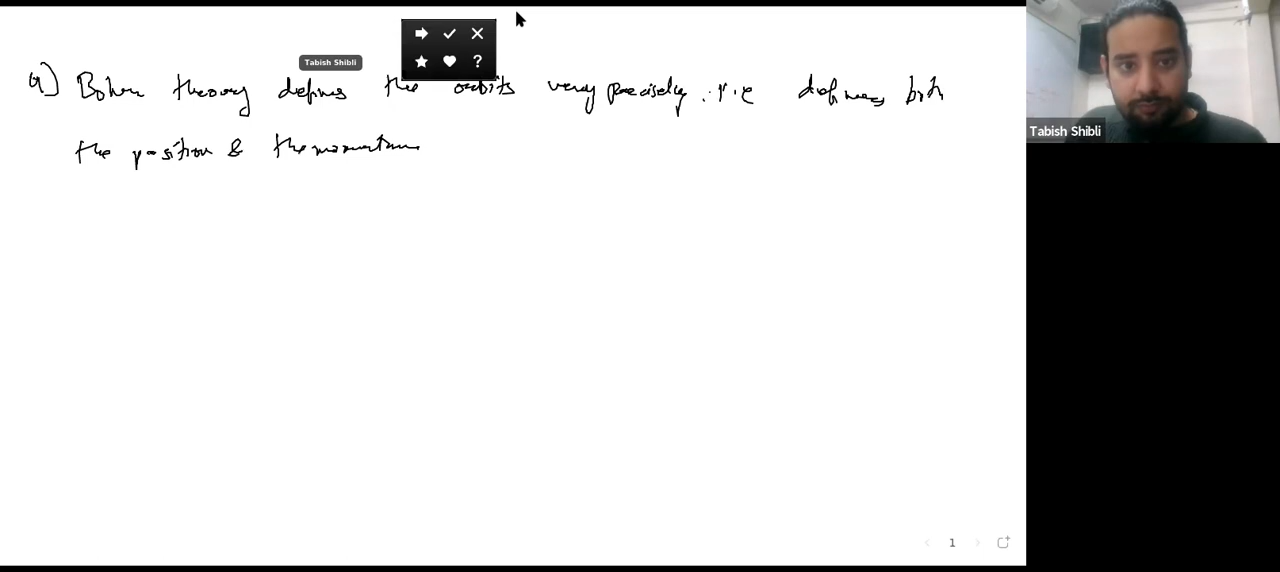 Tabish Shibli
a) Bohr theory defines the orbits very precisely. i.e defines both
the position & the momentum
Tabish Shibli
1